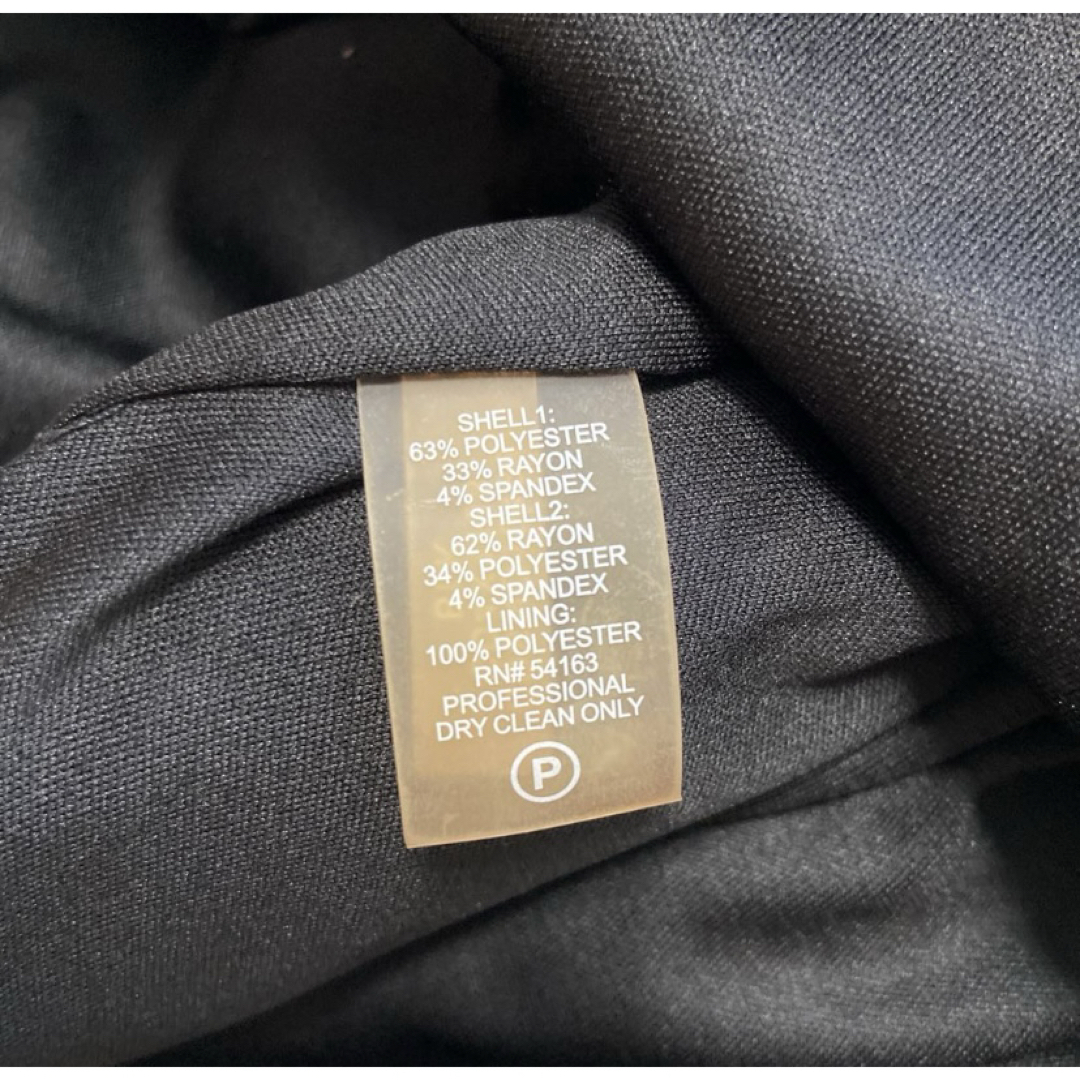 SHELL1:
63% POLYESTER
33% RAYON
4% SPANDEX
SHELL2:
62% RAYON
34% POLYESTER
4% SPANDEX
LINING:
100% POLYESTER
RN# 54163
PROFESSIONAL
DRY CLEAN ONLY
P